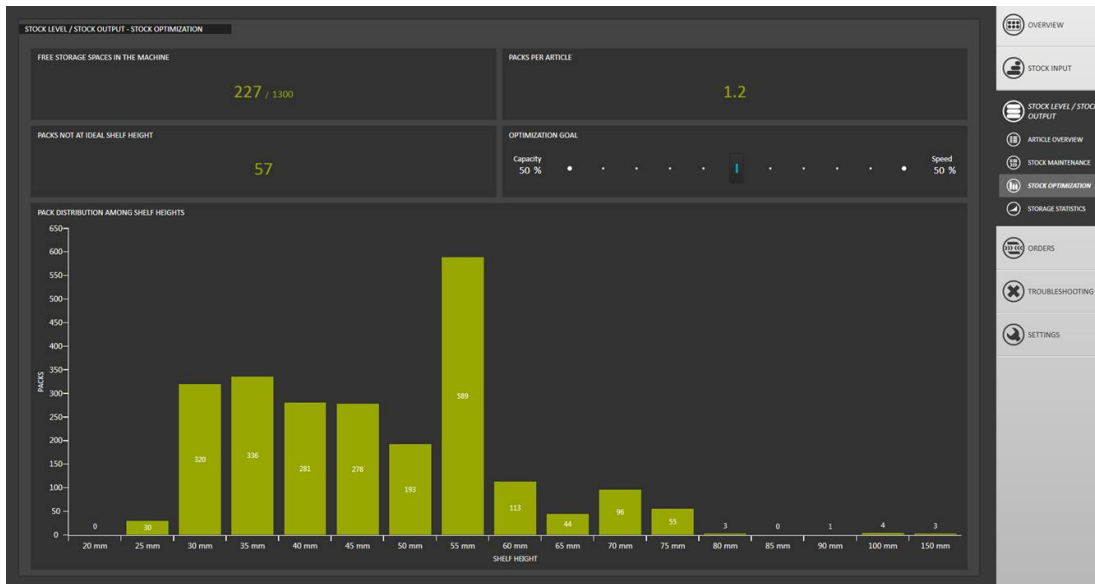 STOCK LEVEL / STOCK OUTPUT - STOCK OPTIMIZATION
FREE STORAGE SPACES IN THE MACHINE
227 / 1300
PACKS PER ARTICLE
1.2
PACKS NOT AT IDEAL SHELF HEIGHT
57
OPTIMIZATION GOAL
Capacity
50 %
Speed
50 %
PACK DISTRIBUTION AMONG SHELF HEIGHTS
PACKS
650
600
550
500
450
400
350
300
250
200
150
100
50
0
0
30
320
336
281
278
193
589
113
44
96
55
3
0
1
4
3
20 mm
25 mm
30 mm
35 mm
40 mm
45 mm
50 mm
55 mm
60 mm
65 mm
70 mm
75 mm
80 mm
85 mm
90 mm
100 mm
150 mm
SHELF HEIGHT
OVERVIEW
STOCK INPUT
STOCK LEVEL / STOCK
OUTPUT
ARTICLE OVERVIEW
STOCK MAINTENANCE
STOCK OPTIMIZATION
STORAGE STATISTICS
ORDERS
TROUBLESHOOTING
SETTINGS